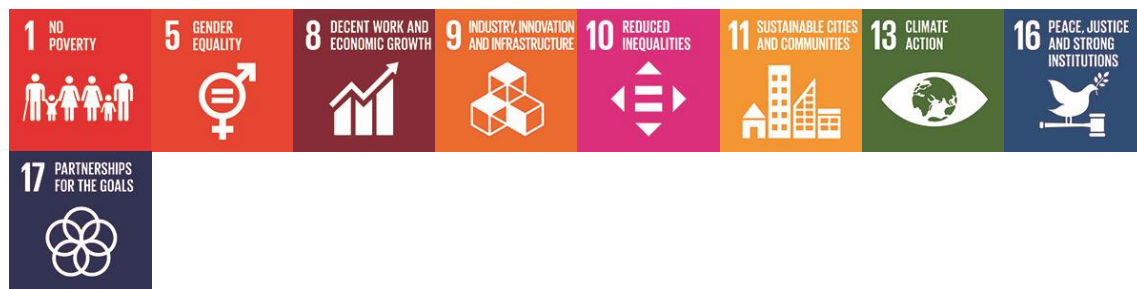 1 NO
POVERTY
5 GENDER
EQUALITY
8 DECENT WORK AND
ECONOMIC GROWTH
9 INDUSTRY, INNOVATION
AND INFRASTRUCTURE
10 REDUCED
INEQUALITIES
11 SUSTAINABLE CITIES
AND COMMUNITIES
13 CLIMATE
ACTION
16 PEACE, JUSTICE
AND STRONG
INSTITUTIONS
17 PARTNERSHIPS
FOR THE GOALS